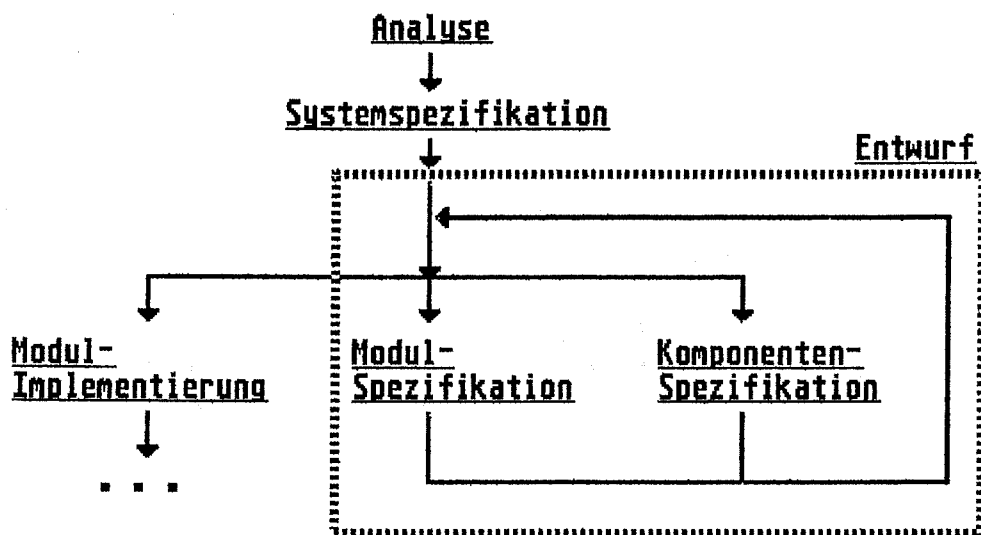 Analyse
Systemspezifikation
Entwurf
Modul-
Implementierung
Modul-
Spezifikation
Komponenten-
Spezifikation
. . .